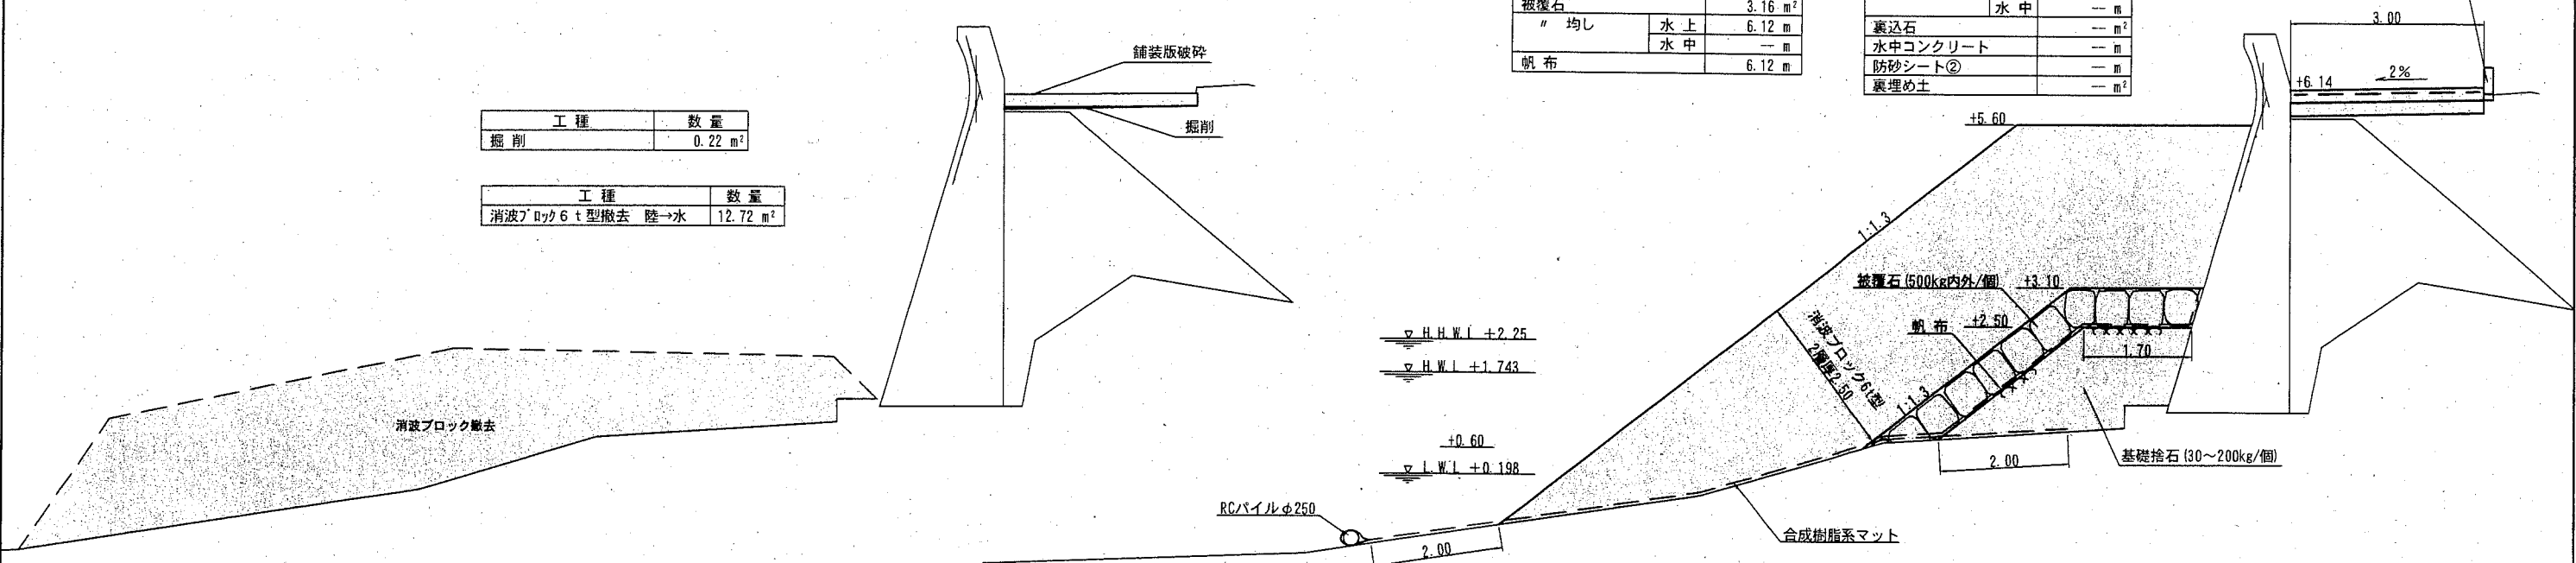 被覆石 3.16 m²
〃 均し 水上 6.12 m
水中 -- m
帆布 6.12 m
水中 -- m
裏込石 -- m²
水中コンクリート -- m
防砂シート② -- m
裏埋め土 -- m²
3.00
舗装版破砕
掘削
+6.14
2%
工種 数量
掘削 0.22 m²
工種 数量
消波ブロック6t型撤去 陸→水 12.72 m²
+5.60
1:1.3
被覆石(500kg内外/個)
+3.10
帆布
+2.50
消波ブロック6t型
2層厚2.50
1:1.3
1.70
H.H.W.L +2.25
H.W.L +1.743
+0.60
L.W.L +0.198
消波ブロック撤去
2.00
基礎捨石(30～200kg/個)
RCパイルφ250
2.00
合成樹脂系マット